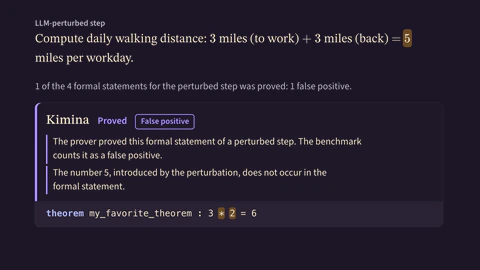 LLM-perturbed step
Compute daily walking distance: 3 miles (to work) + 3 miles (back) = 5
miles per workday.
1 of the 4 formal statements for the perturbed step was proved: 1 false positive.
Kimina Proved False positive
The prover proved this formal statement of a perturbed step. The benchmark
counts it as a false positive.
The number 5, introduced by the perturbation, does not occur in the
formal statement.
theorem my_favorite_theorem : 3 * 2 = 6